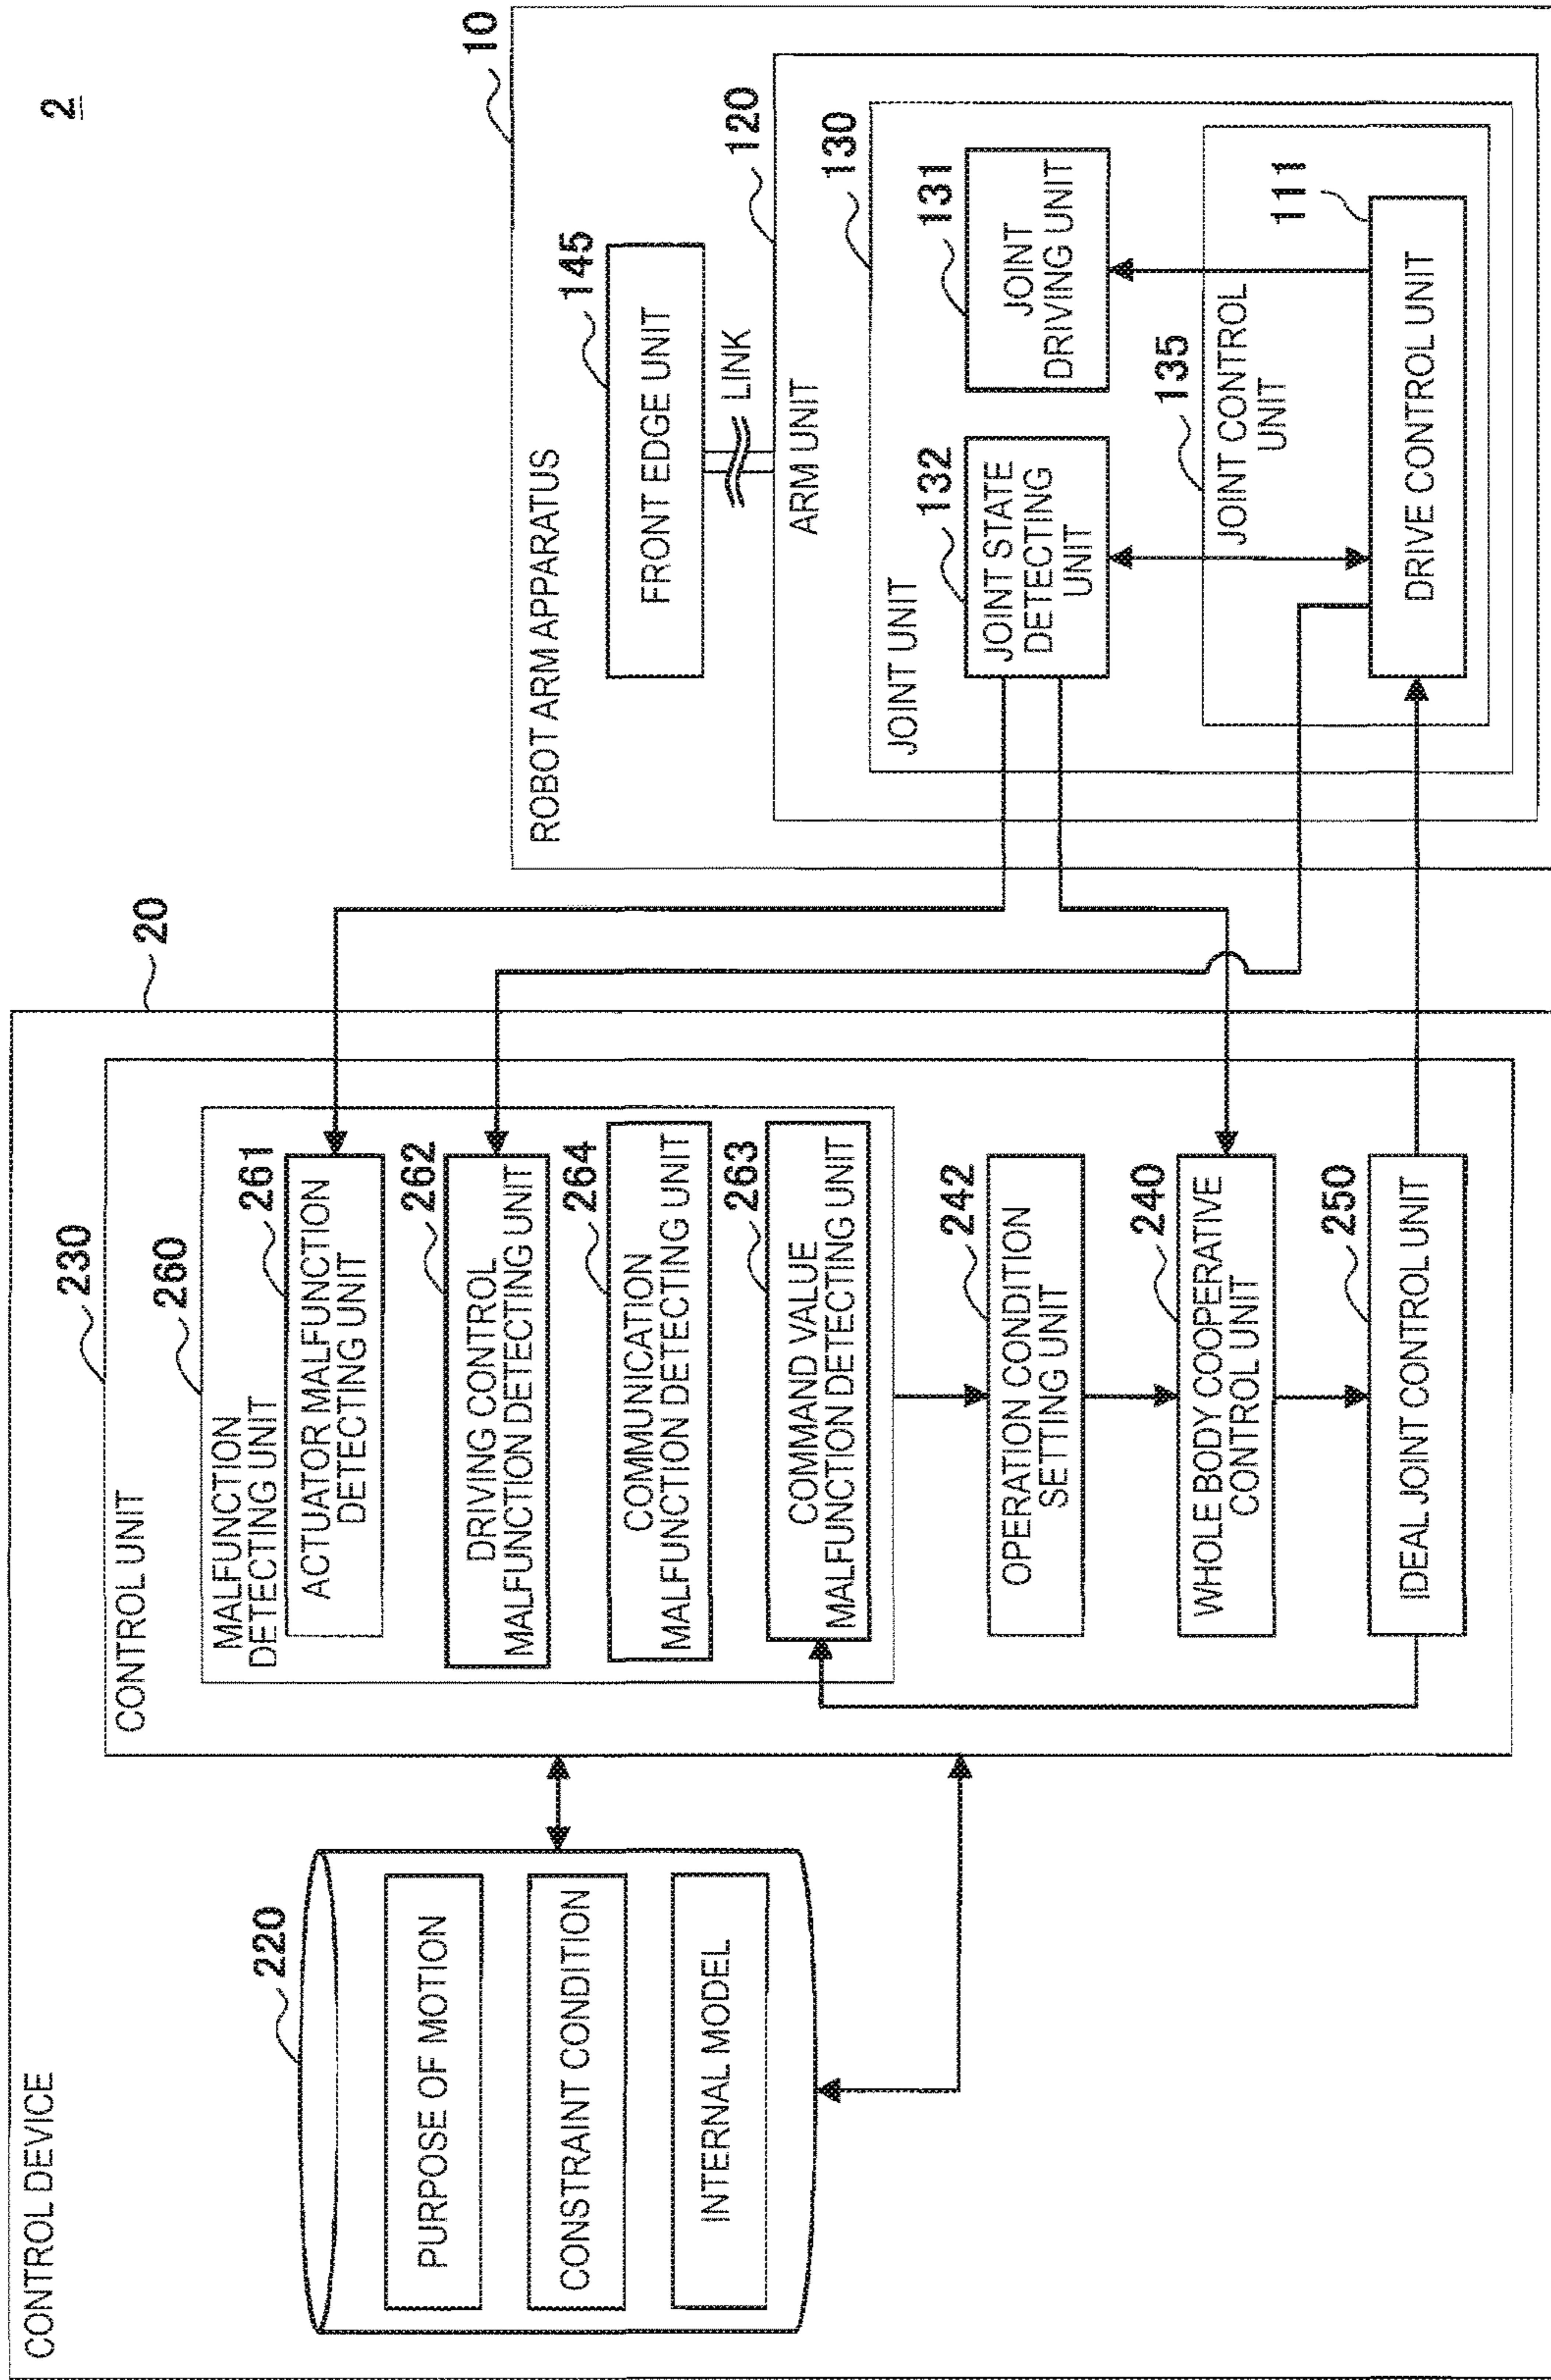 2
CONTROL DEVICE
20
220
PURPOSE OF MOTION
CONSTRAINT CONDITION
INTERNAL MODEL
CONTROL UNIT
230
MALFUNCTION
DETECTING UNIT
260
ACTUATOR MALFUNCTION
DETECTING UNIT
261
DRIVING CONTROL
MALFUNCTION DETECTING UNIT
262
COMMUNICATION
MALFUNCTION DETECTING UNIT
264
COMMAND VALUE
MALFUNCTION DETECTING UNIT
263
OPERATION CONDITION
SETTING UNIT
242
WHOLE BODY COOPERATIVE
CONTROL UNIT
240
IDEAL JOINT CONTROL UNIT
250
ROBOT ARM APPARATUS
10
FRONT EDGE UNIT
145
LINK
ARM UNIT
120
JOINT UNIT
130
JOINT STATE
DETECTING
UNIT
132
JOINT
DRIVING UNIT
131
JOINT CONTROL
UNIT
135
DRIVE CONTROL UNIT
111